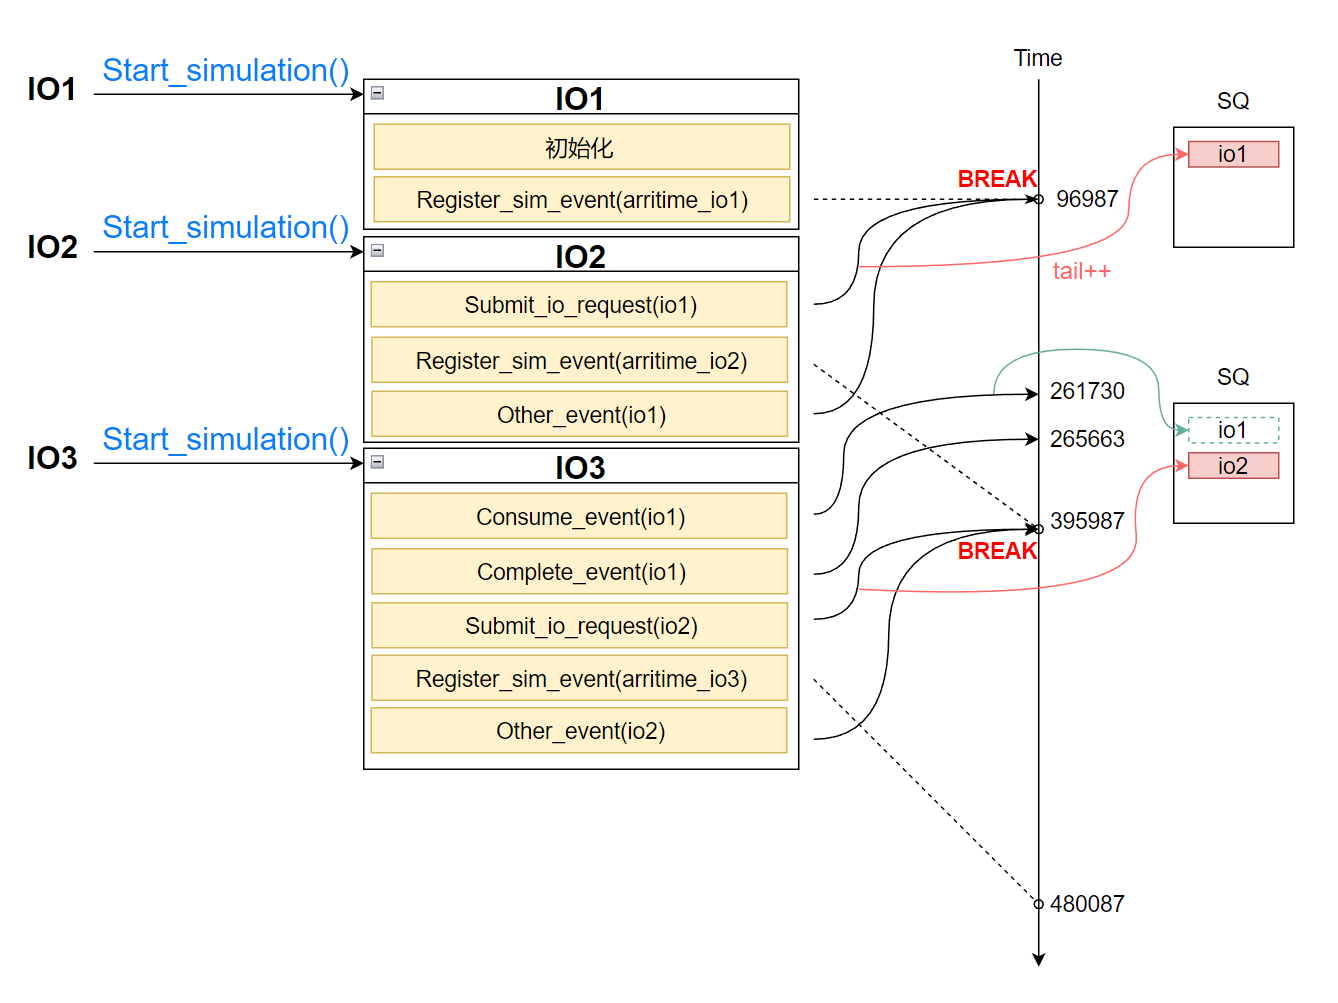 IO1
Start_simulation()
IO1
初始化
Register_sim_event(arritime_io1)
IO2
Start_simulation()
IO2
Submit_io_request(io1)
Register_sim_event(arritime_io2)
Other_event(io1)
IO3
Start_simulation()
IO3
Consume_event(io1)
Complete_event(io1)
Submit_io_request(io2)
Register_sim_event(arritime_io3)
Other_event(io2)
Time
BREAK
96987
tail++
261730
265663
395987
BREAK
480087
SQ
io1
SQ
io1
io2